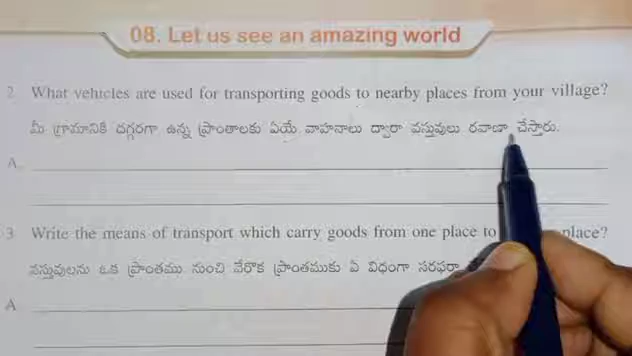 08. Let us see an amazing world
2. What vehicles are used for transporting goods to nearby places from your village?
మీ గ్రామానికి దగ్గరగా ఉన్న ప్రాంతాలకు ఏయే వాహనాలు ద్వారా వస్తువులు రవాణా చేస్తారు.
A.
3 Write the means of transport which carry goods from one place to place?
వస్తువులను ఒక ప్రాంతము నుంచి వేరొక ప్రాంతముకు ఏ విధంగా సరఫరా
A